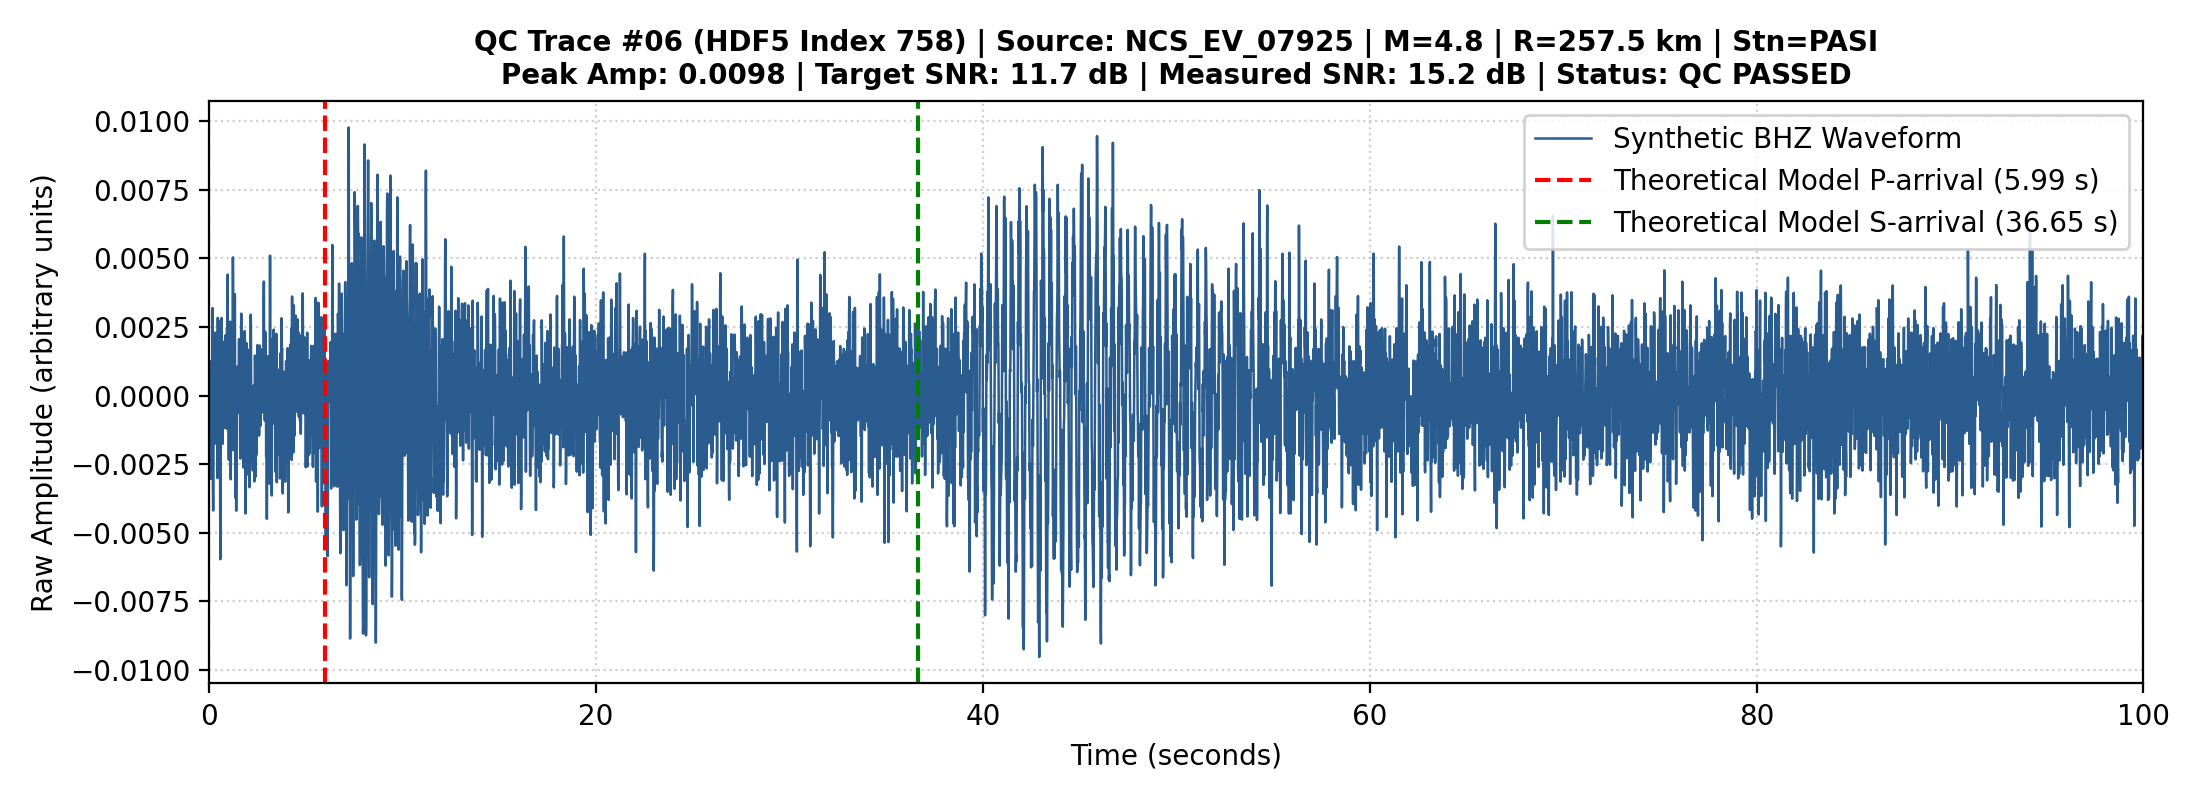 QC Trace #06 (HDF5 Index 758) | Source: NCS_EV_07925 | M=4.8 | R=257.5 km | Stn=PASI
Peak Amp: 0.0098 | Target SNR: 11.7 dB | Measured SNR: 15.2 dB | Status: QC PASSED
Raw Amplitude (arbitrary units)
0.0100
0.0075
0.0050
0.0025
0.0000
−0.0025
−0.0050
−0.0075
−0.0100
Synthetic BHZ Waveform
Theoretical Model P-arrival (5.99 s)
Theoretical Model S-arrival (36.65 s)
0 20 40 60 80 100
Time (seconds)